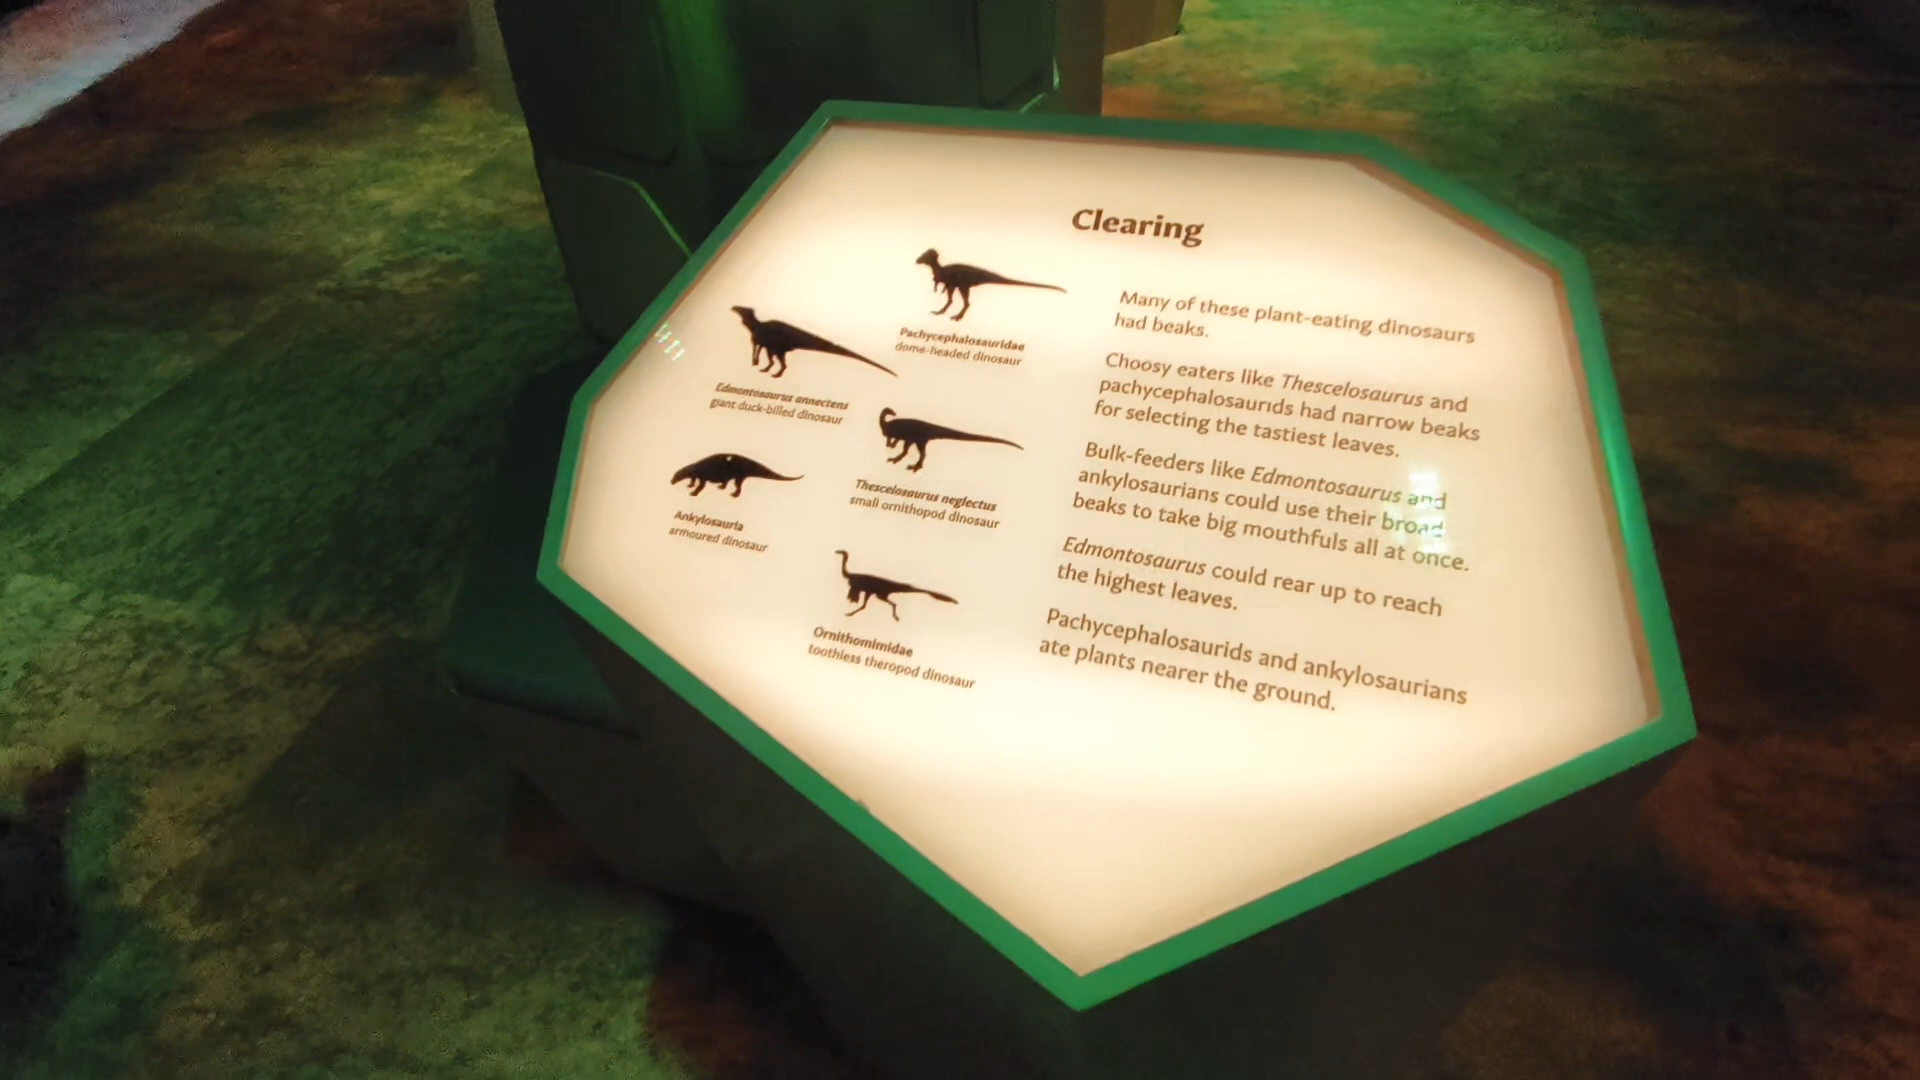 Clearing
Pachycephalosauridae
dome-headed dinosaur
Edmontosaurus annectens
giant duck-billed dinosaur
Thescelosaurus neglectus
small ornithopod dinosaur
Ankylosauria
armoured dinosaur
Ornithomimidae
toothless theropod dinosaur
Many of these plant-eating dinosaurs
had beaks.
Choosy eaters like Thescelosaurus and
pachycephalosaurids had narrow beaks
for selecting the tastiest leaves.
Bulk-feeders like Edmontosaurus and
ankylosaurians could use their broad
beaks to take big mouthfuls all at once.
Edmontosaurus could rear up to reach
the highest leaves.
Pachycephalosaurids and ankylosaurians
ate plants nearer the ground.